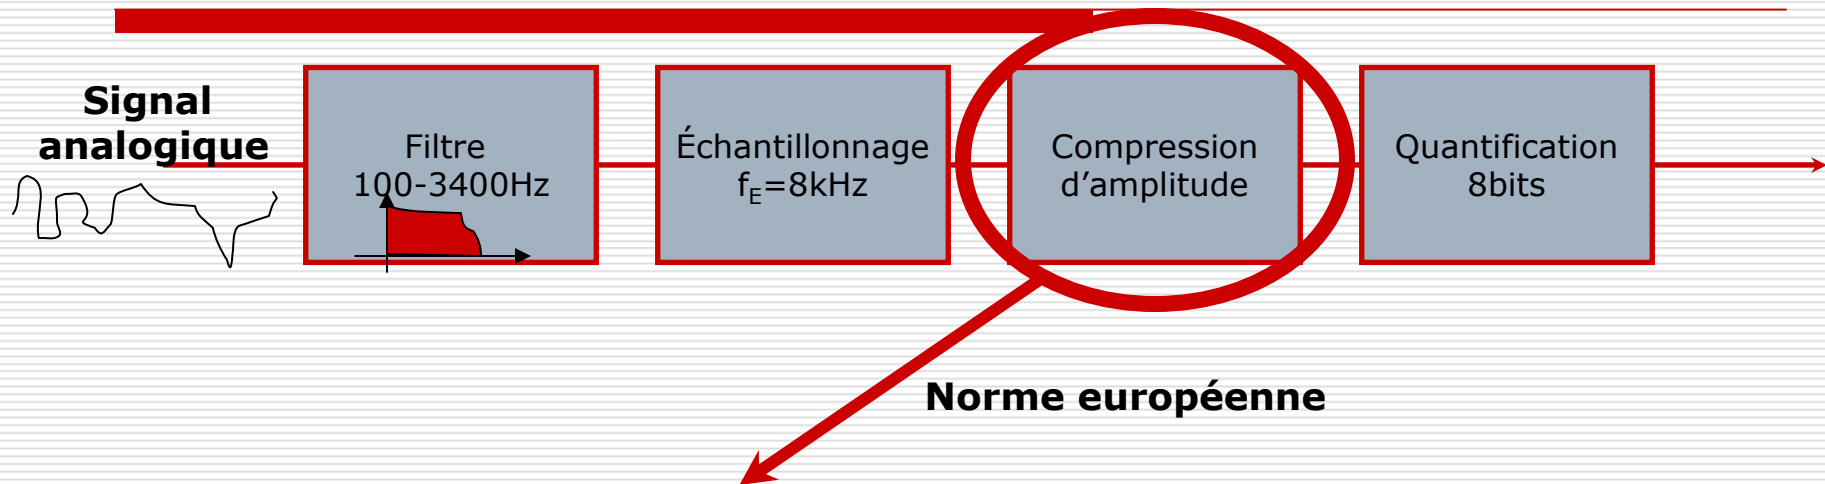 Signal
analogique
Filtre
100-3400Hz
Échantillonnage
fE=8kHz
Compression
d’amplitude
Quantification
8bits
Norme européenne